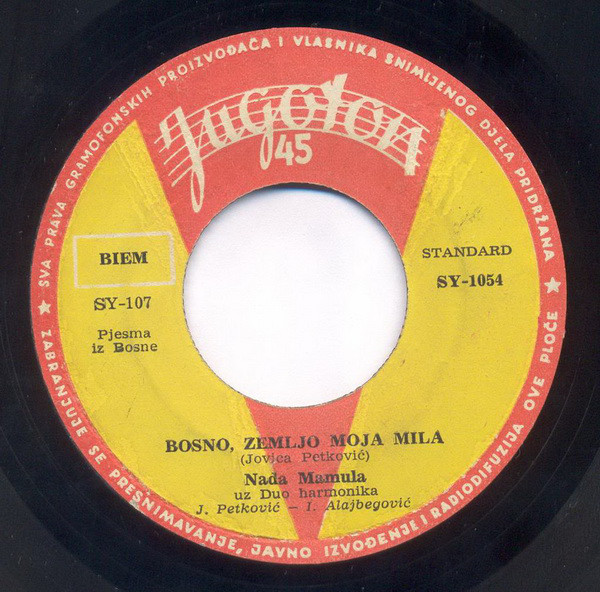 ★ SVA PRAVA GRAMOFONSKIH PROIZVOĐAČA I VLASNIKA SNIMLJENOG DJELA PRIDRŽANA ★
ZABRANJUJE SE PRESNIMAVANJE, JAVNO IZVOĐENJE I RADIODIFUZIJA OVE PLOČE
Jugoton
45
BIEM
SY-107
Pjesma
iz Bosne
STANDARD
SY-1054
BOSNO, ZEMLJO MOJA MILA
(Jovica Petković)
Nada Mamula
uz Duo harmonika
J. Petković — I. Alajbegović